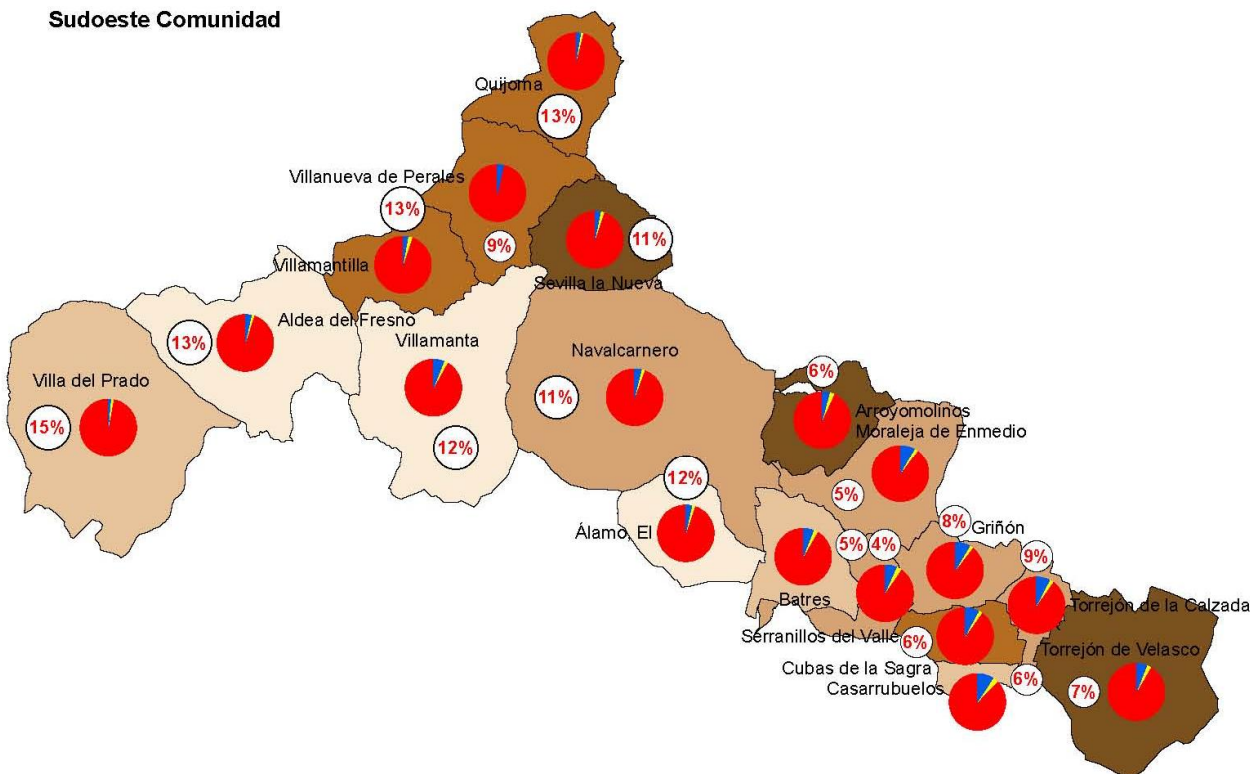 Sudoeste Comunidad
Quijorna
13%
Villanueva de Perales
13%
9%
11%
Villamantilla
Sevilla la Nueva
Aldea del Fresno
13%
Villamanta
Navalcarnero
6%
Villa del Prado
15%
11%
Arroyomolinos
Moraleja de Enmedio
12%
12%
5%
8%
Griñón
Álamo, El
5%
4%
9%
Batres
Torrejón de la Calzada
Serranillos del Valle
6%
Torrejón de Velasco
Cubas de la Sagra
Casarrubuelos
6%
7%